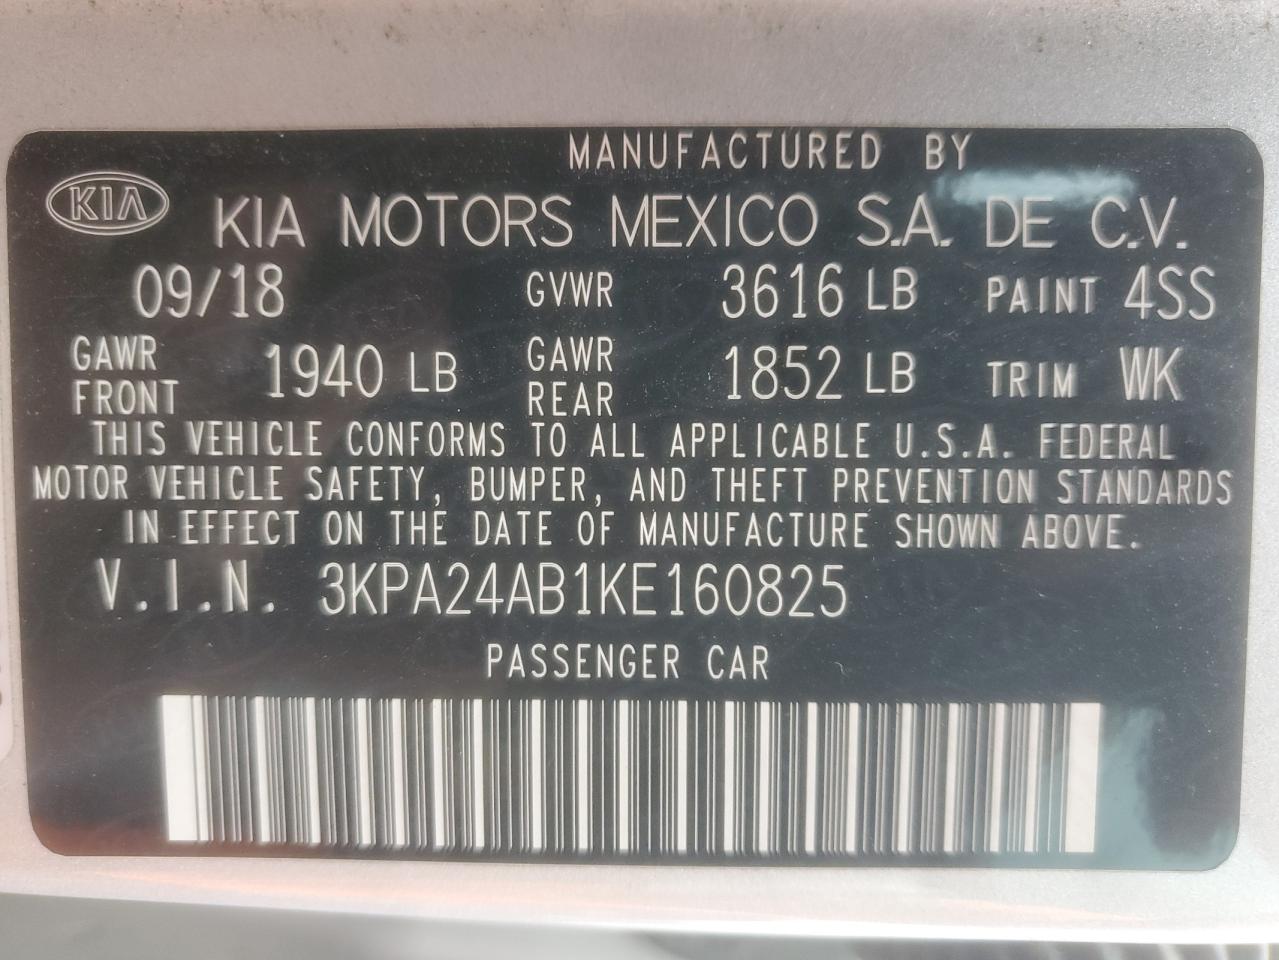 MANUFACTURED BY
KIA KIA MOTORS MEXICO S.A. DE C.V.
09/18 GVWR 3616 LB PAINT 4SS
GAWR FRONT 1940 LB GAWR REAR 1852 LB TRIM WK
THIS VEHICLE CONFORMS TO ALL APPLICABLE U.S.A. FEDERAL
MOTOR VEHICLE SAFETY, BUMPER, AND THEFT PREVENTION STANDARDS
IN EFFECT ON THE DATE OF MANUFACTURE SHOWN ABOVE.
V.I.N. 3KPA24AB1KE160825
PASSENGER CAR